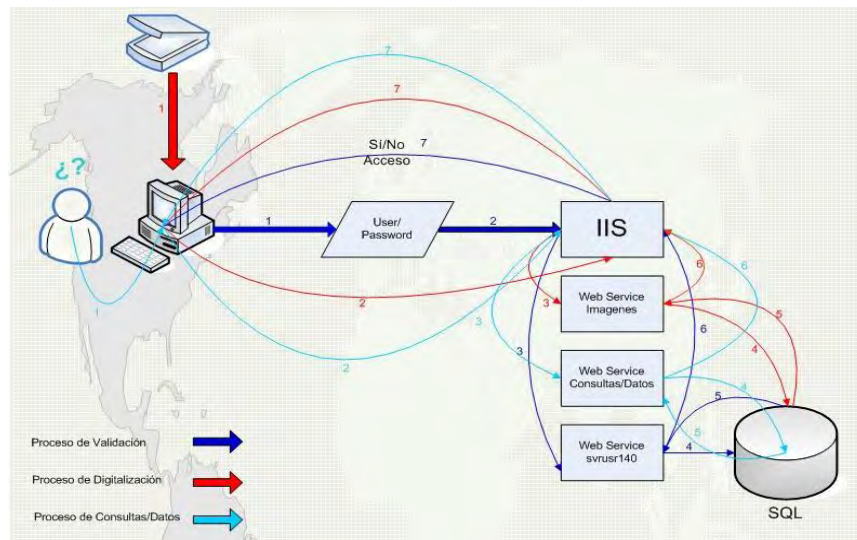 7
7
1
Sí/No 7
Acceso
¿?
1
User/
Password
2
IIS
6
6
3
Web Service
Imagenes
5
2
3
6
4
1
3
2
Web Service
Consultas/Datos
4
5
5
Proceso de Validación
Web Service
svrusr140
4
Proceso de Digitalización
SQL
Proceso de Consultas/Datos